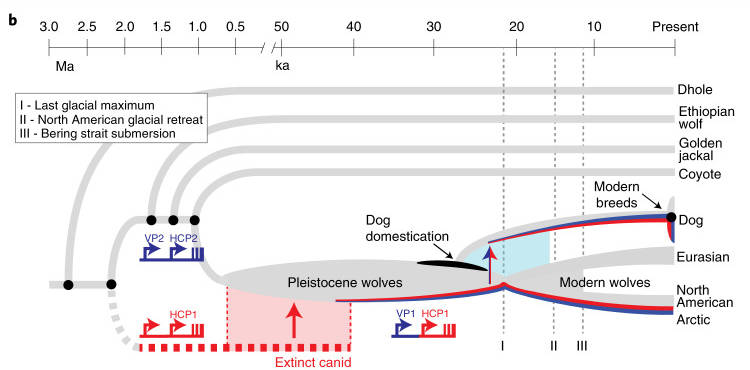 b
3.0 2.5 2.0 1.5 1.0 0.5 50 40 30 20 10 Present
Ma ka
I - Last glacial maximum
II - North American glacial retreat
III - Bering strait submersion
Dhole
Ethiopian
wolf
Golden
jackal
Coyote
Modern
breeds
Dog
domestication
Dog
VP2 HCP2
Eurasian
Pleistocene wolves
Modern wolves
North
American
Arctic
HCP1
VP1 HCP1
Extinct canid
I II III